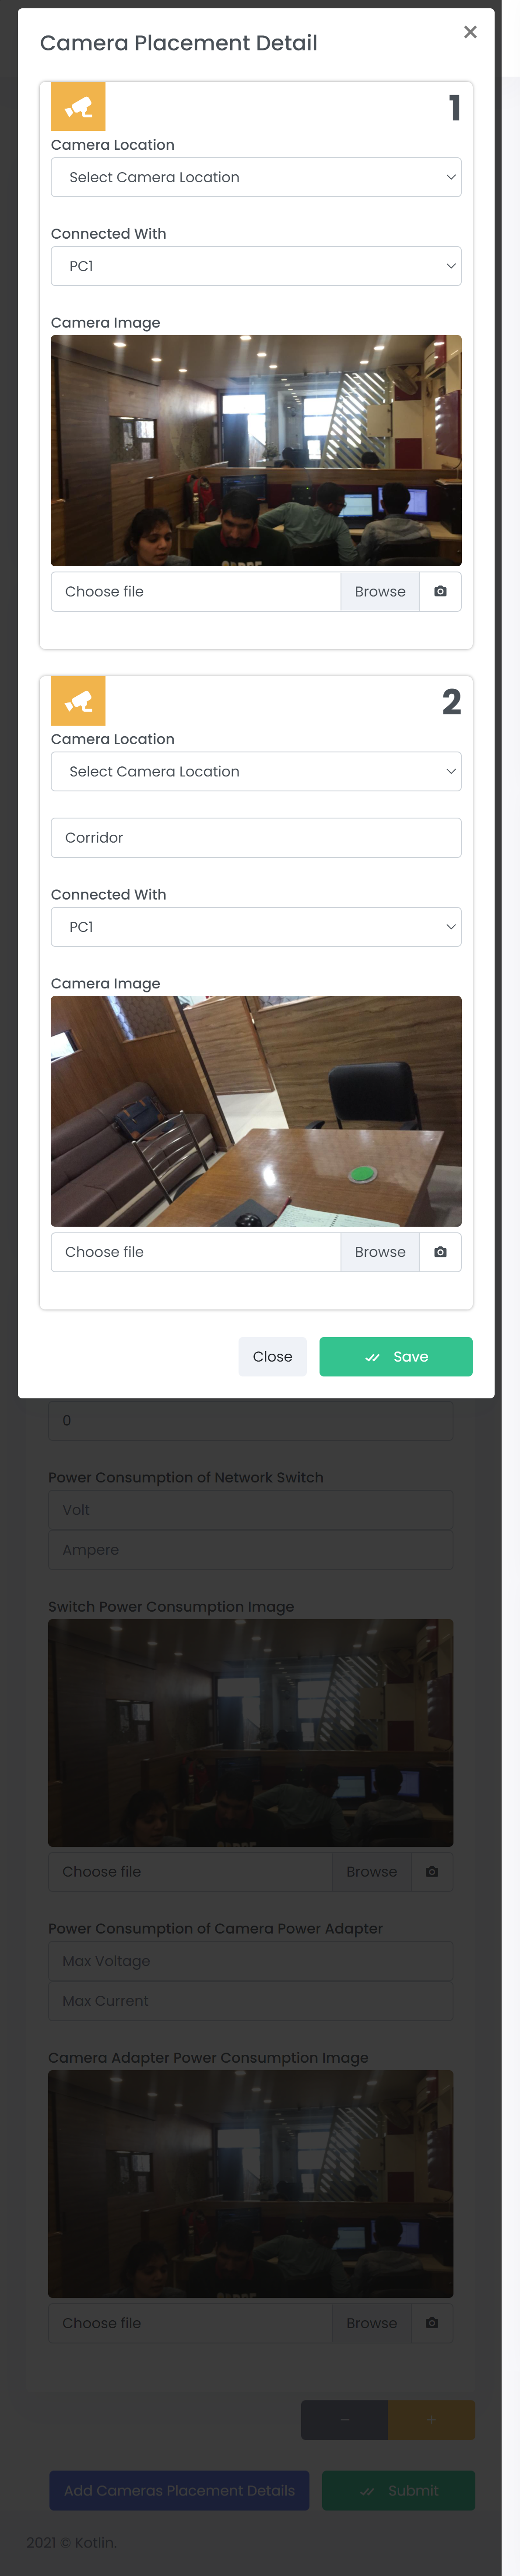 Camera Placement Detail
×
1
Camera Location
Select Camera Location
Connected With
PC1
Camera Image
Choose file Browse
2
Camera Location
Select Camera Location
Corridor
Connected With
PC1
Camera Image
Choose file Browse
Close Save
0
Power Consumption of Network Switch
Volt
Ampere
Switch Power Consumption Image
Choose file Browse
Power Consumption of Camera Power Adapter
Max Voltage
Max Current
Camera Adapter Power Consumption Image
Choose file Browse
− +
Add Cameras Placement Details Submit
2021 © Kotlin.